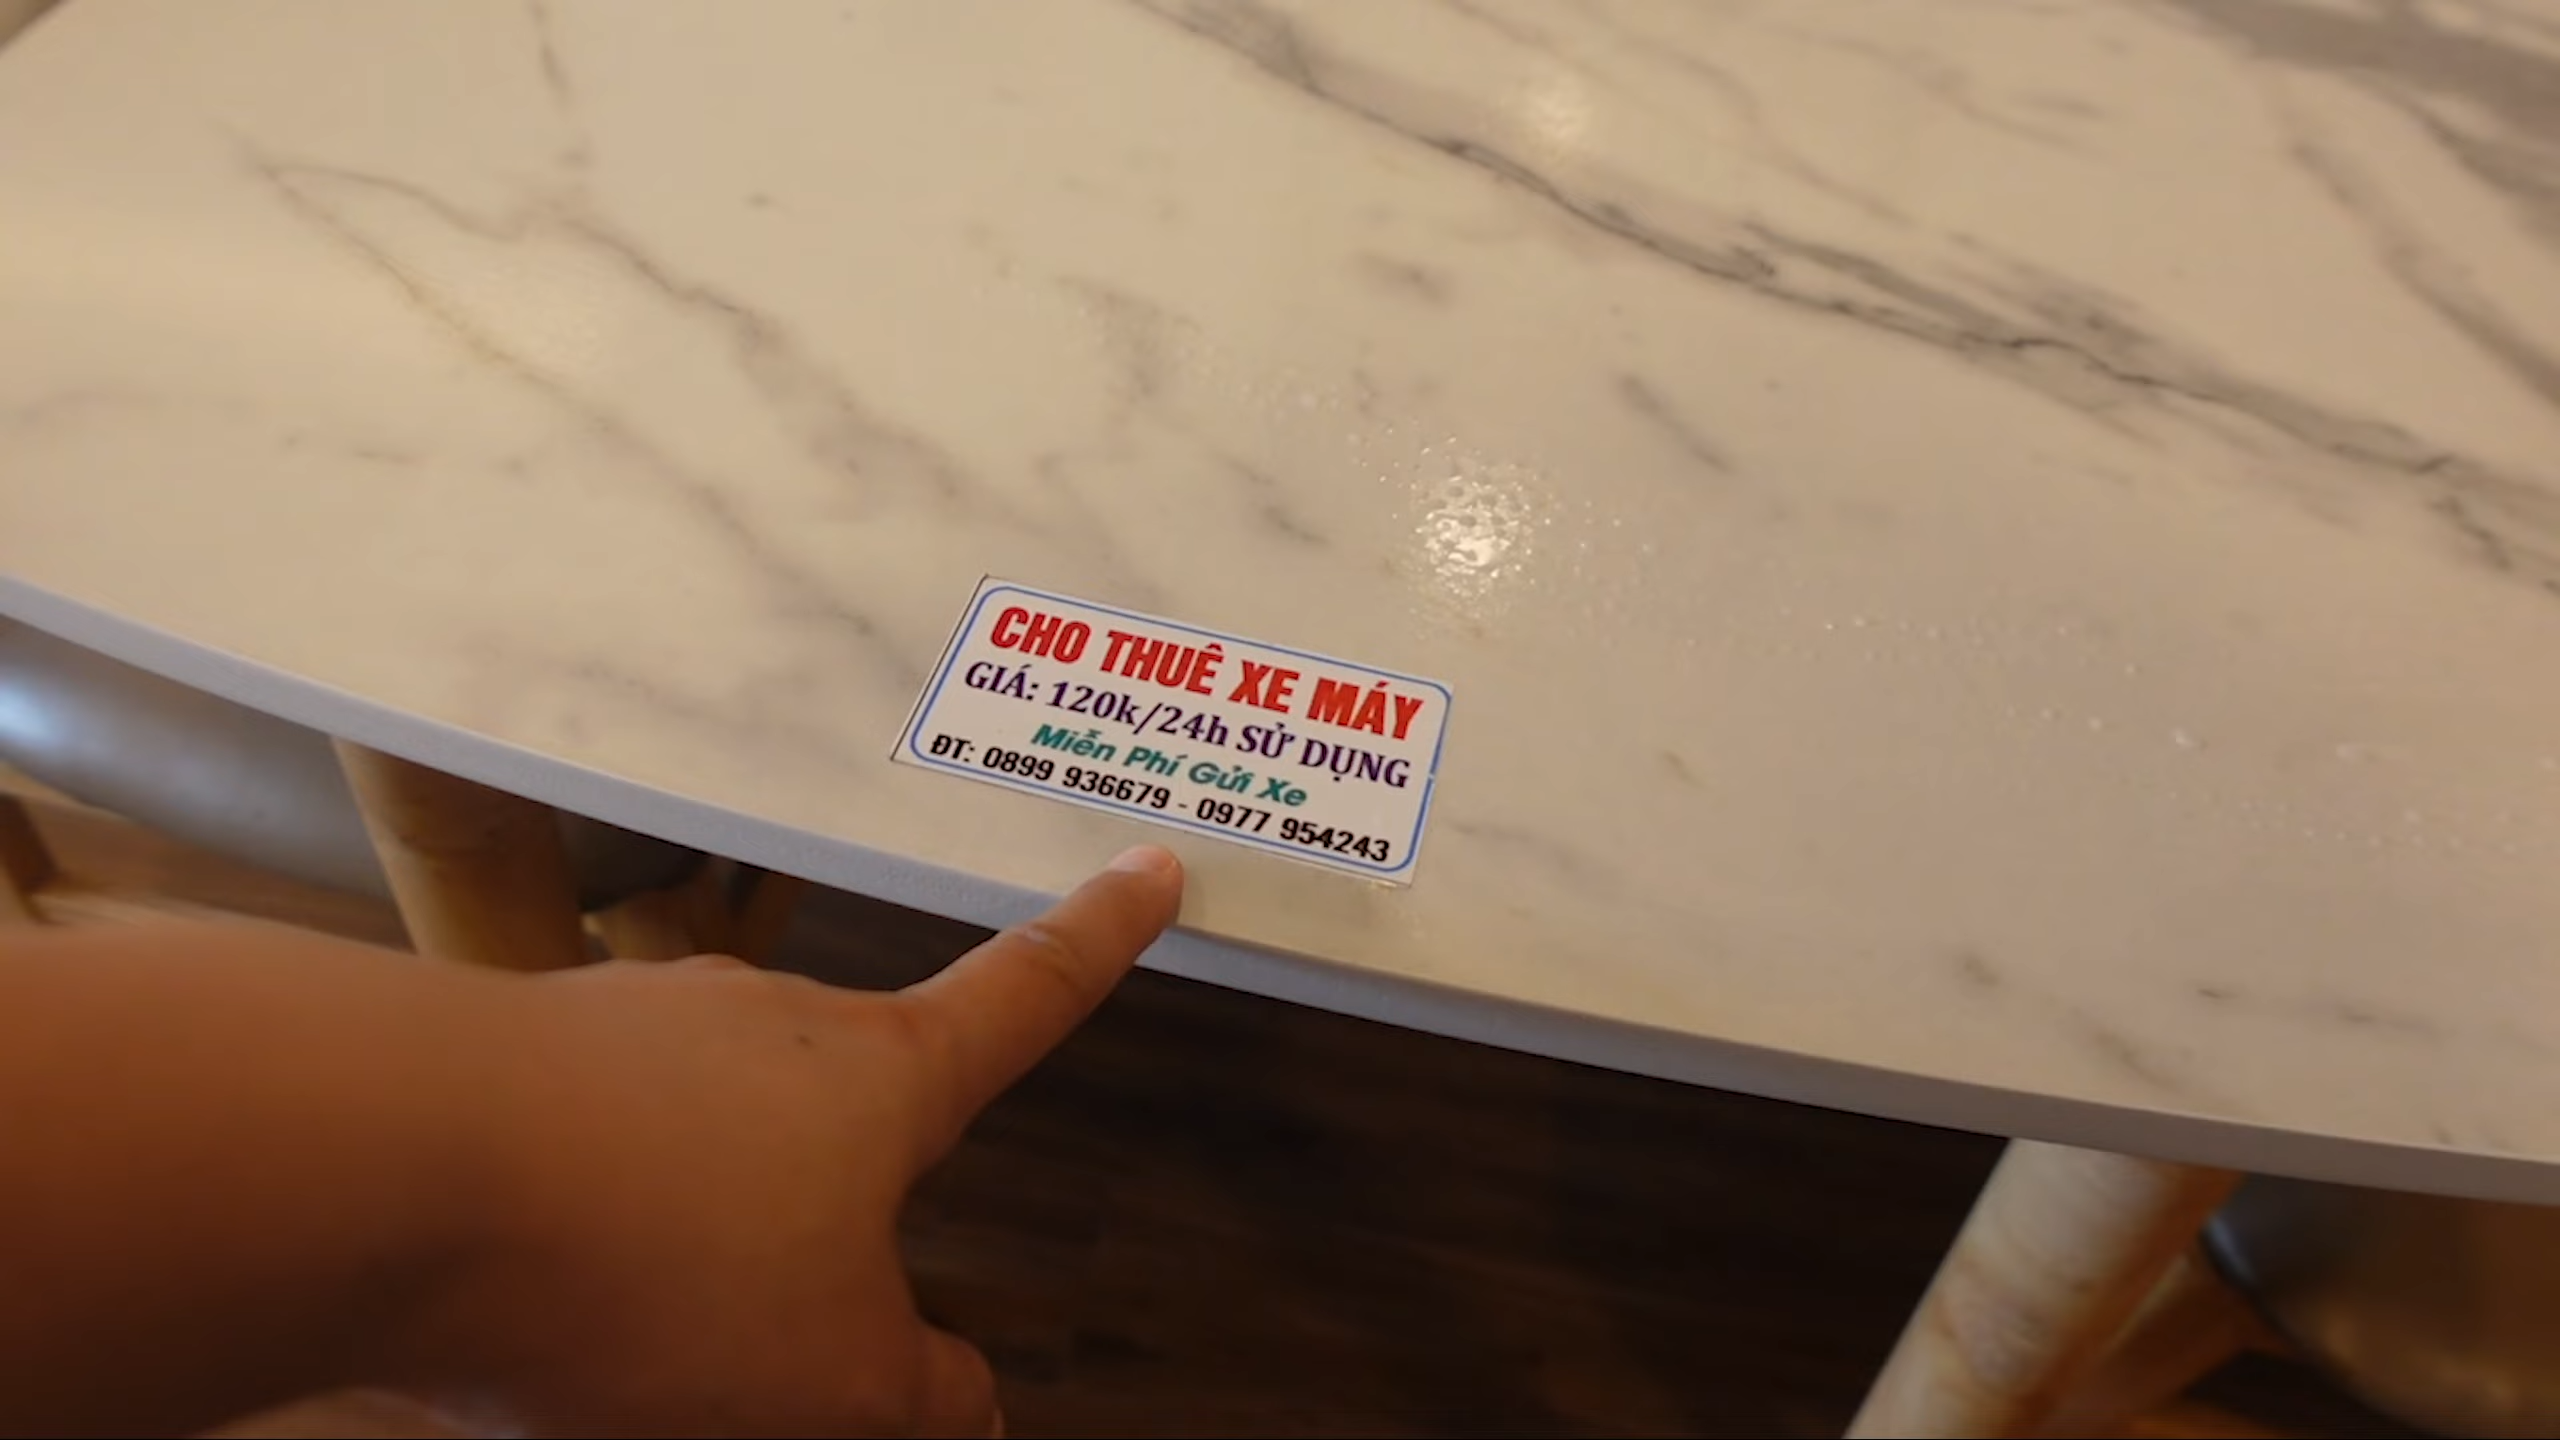 CHO THUÊ XE MÁY
GIÁ: 120k/24h SỬ DỤNG
Miễn Phí Gửi Xe
ĐT: 0899 936679 - 0977 954243